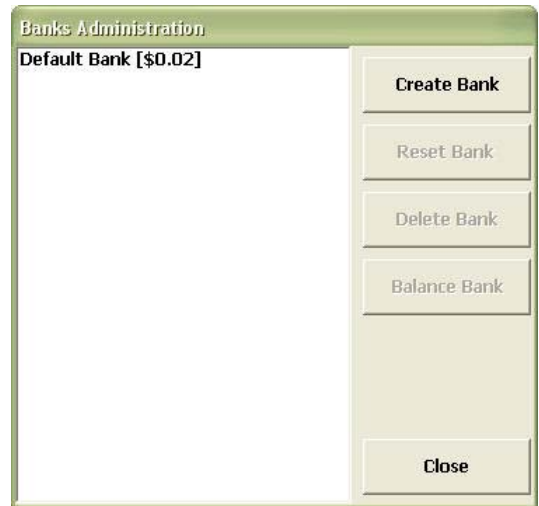 Banks Administration
Default Bank [$0.02]
Create Bank
Reset Bank
Delete Bank
Balance Bank
Close